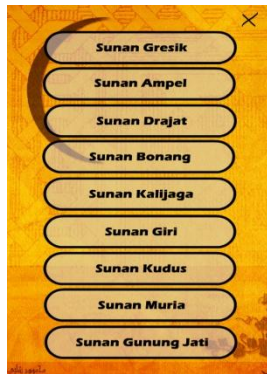 Sunan Gresik
Sunan Ampel
Sunan Drajat
Sunan Bonang
Sunan Kalijaga
Sunan Giri
Sunan Kudus
Sunan Muria
Sunan Gunung Jati